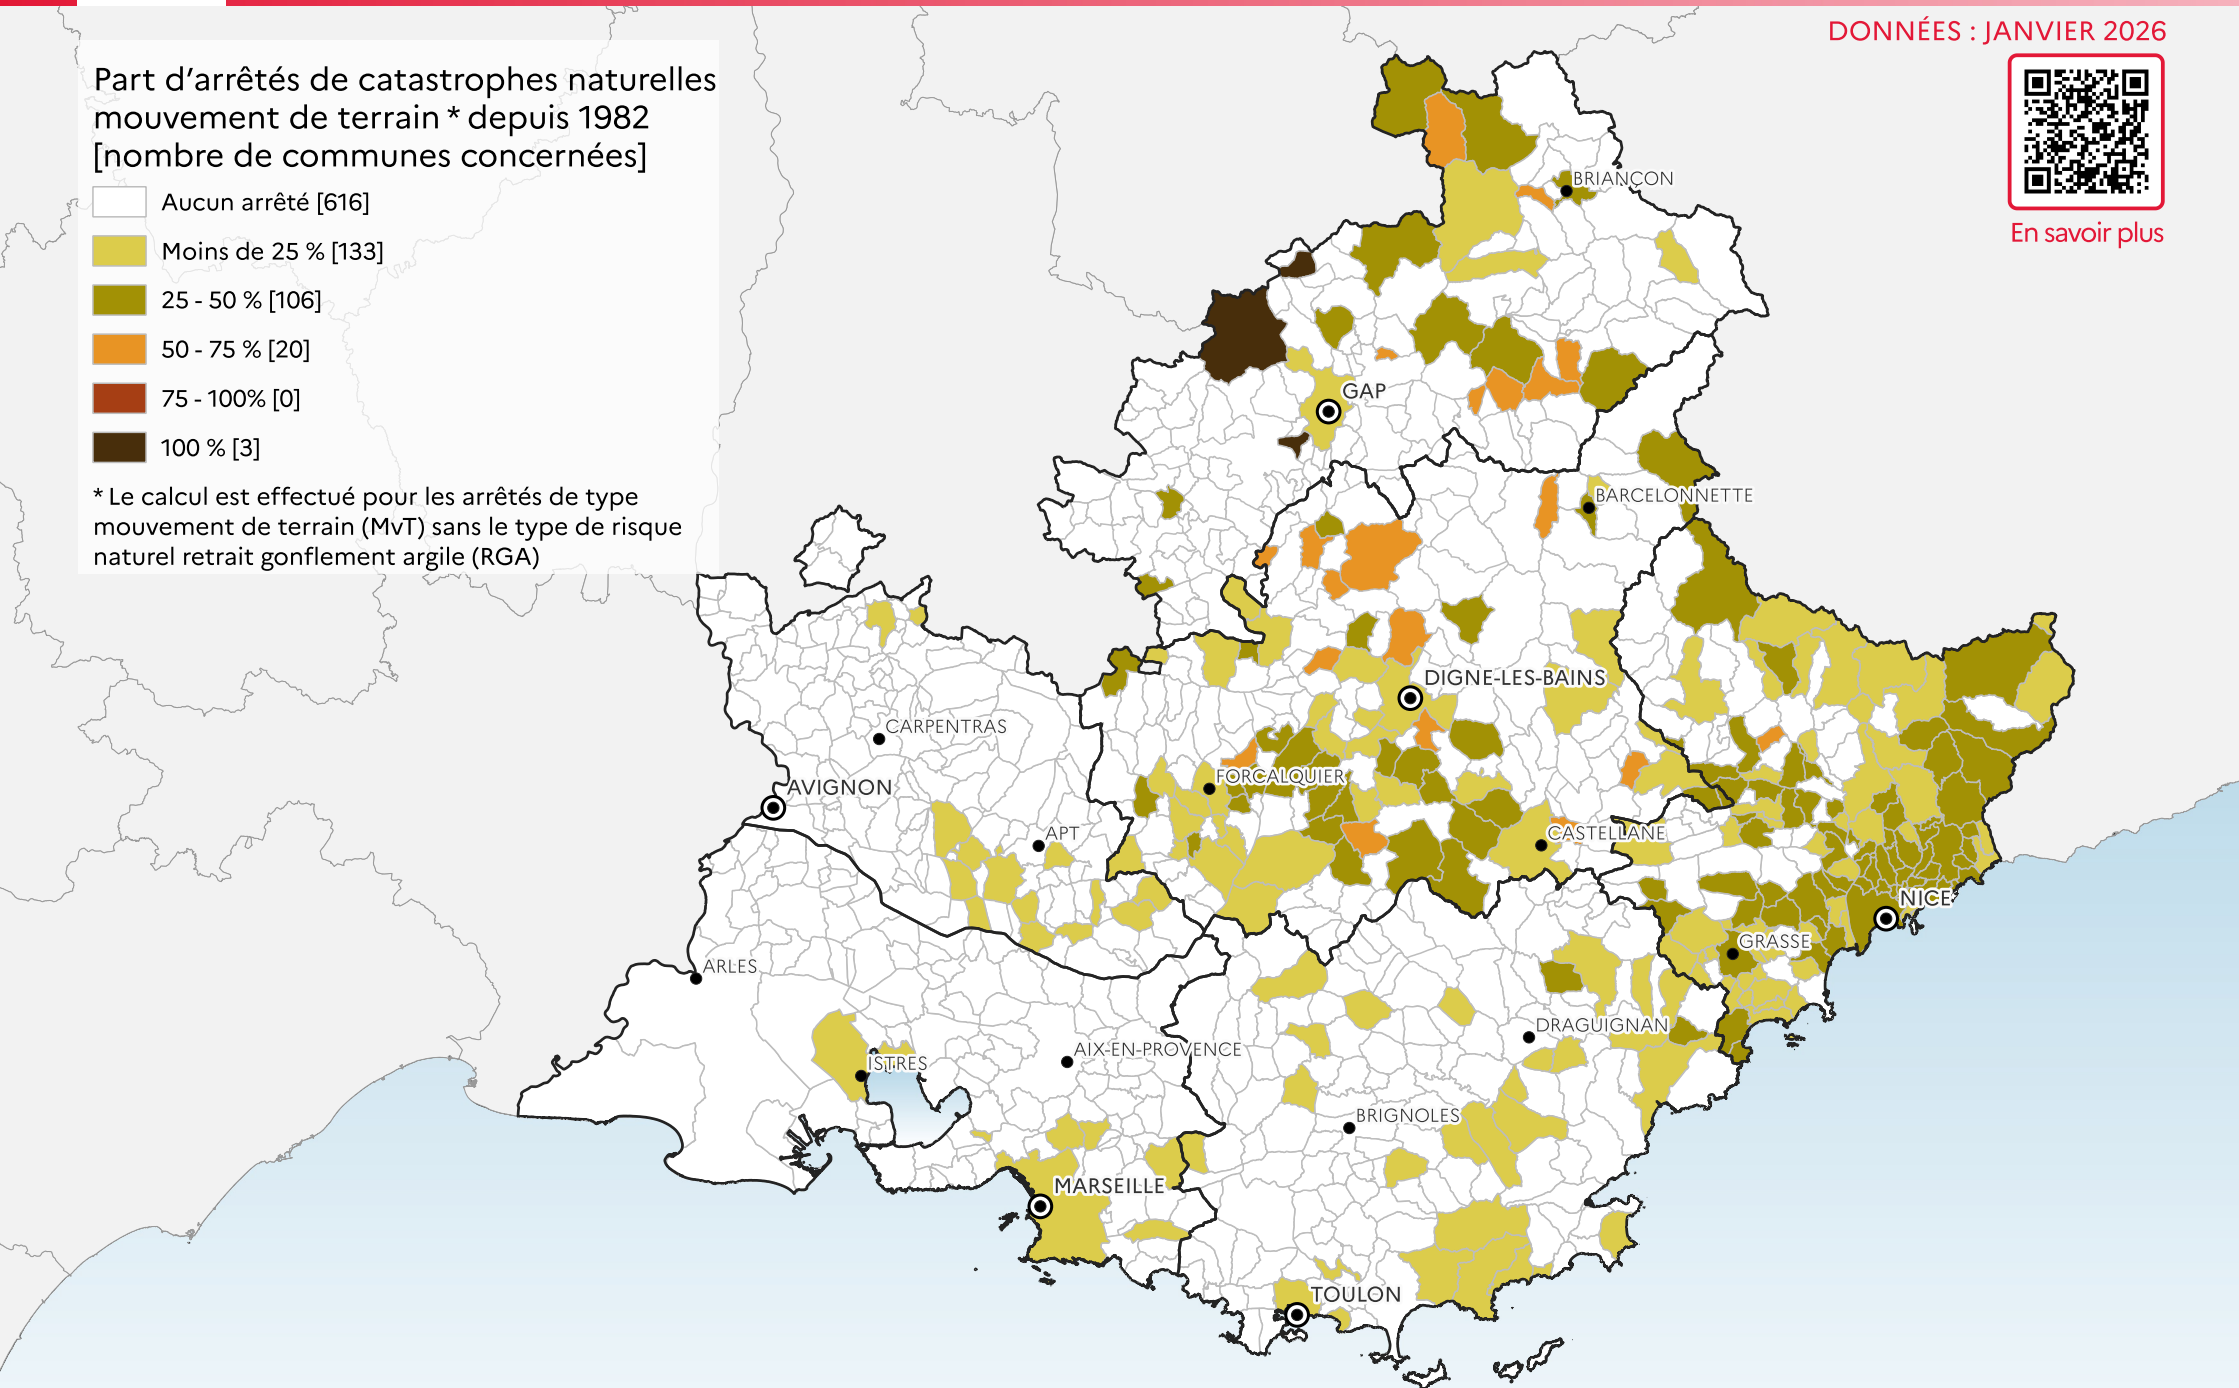 DONNÉES : JANVIER 2026
En savoir plus
Part d’arrêtés de catastrophes naturelles
mouvement de terrain * depuis 1982
[nombre de communes concernées]
Aucun arrêté [616]
Moins de 25 % [133]
25 - 50 % [106]
50 - 75 % [20]
75 - 100% [0]
100 % [3]
* Le calcul est effectué pour les arrêtés de type
mouvement de terrain (MvT) sans le type de risque
naturel retrait gonflement argile (RGA)
BRIANÇON
GAP
BARCELONNETTE
DIGNE-LES-BAINS
CARPENTRAS
FORCALQUIER
AVIGNON
APT
CASTELLANE
NICE
GRASSE
ARLES
DRAGUIGNAN
AIX-EN-PROVENCE
ISTRES
BRIGNOLES
MARSEILLE
TOULON